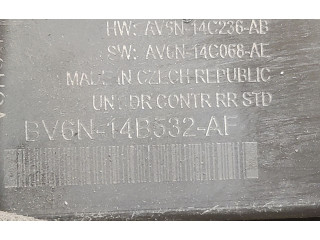 HW: AV6N-14C236-AB
SW: AV6N-14C068-AE
MADE IN CZECH REPUBLIC
UNIT DR CONTR RR STD
BV6N-14B532-AF